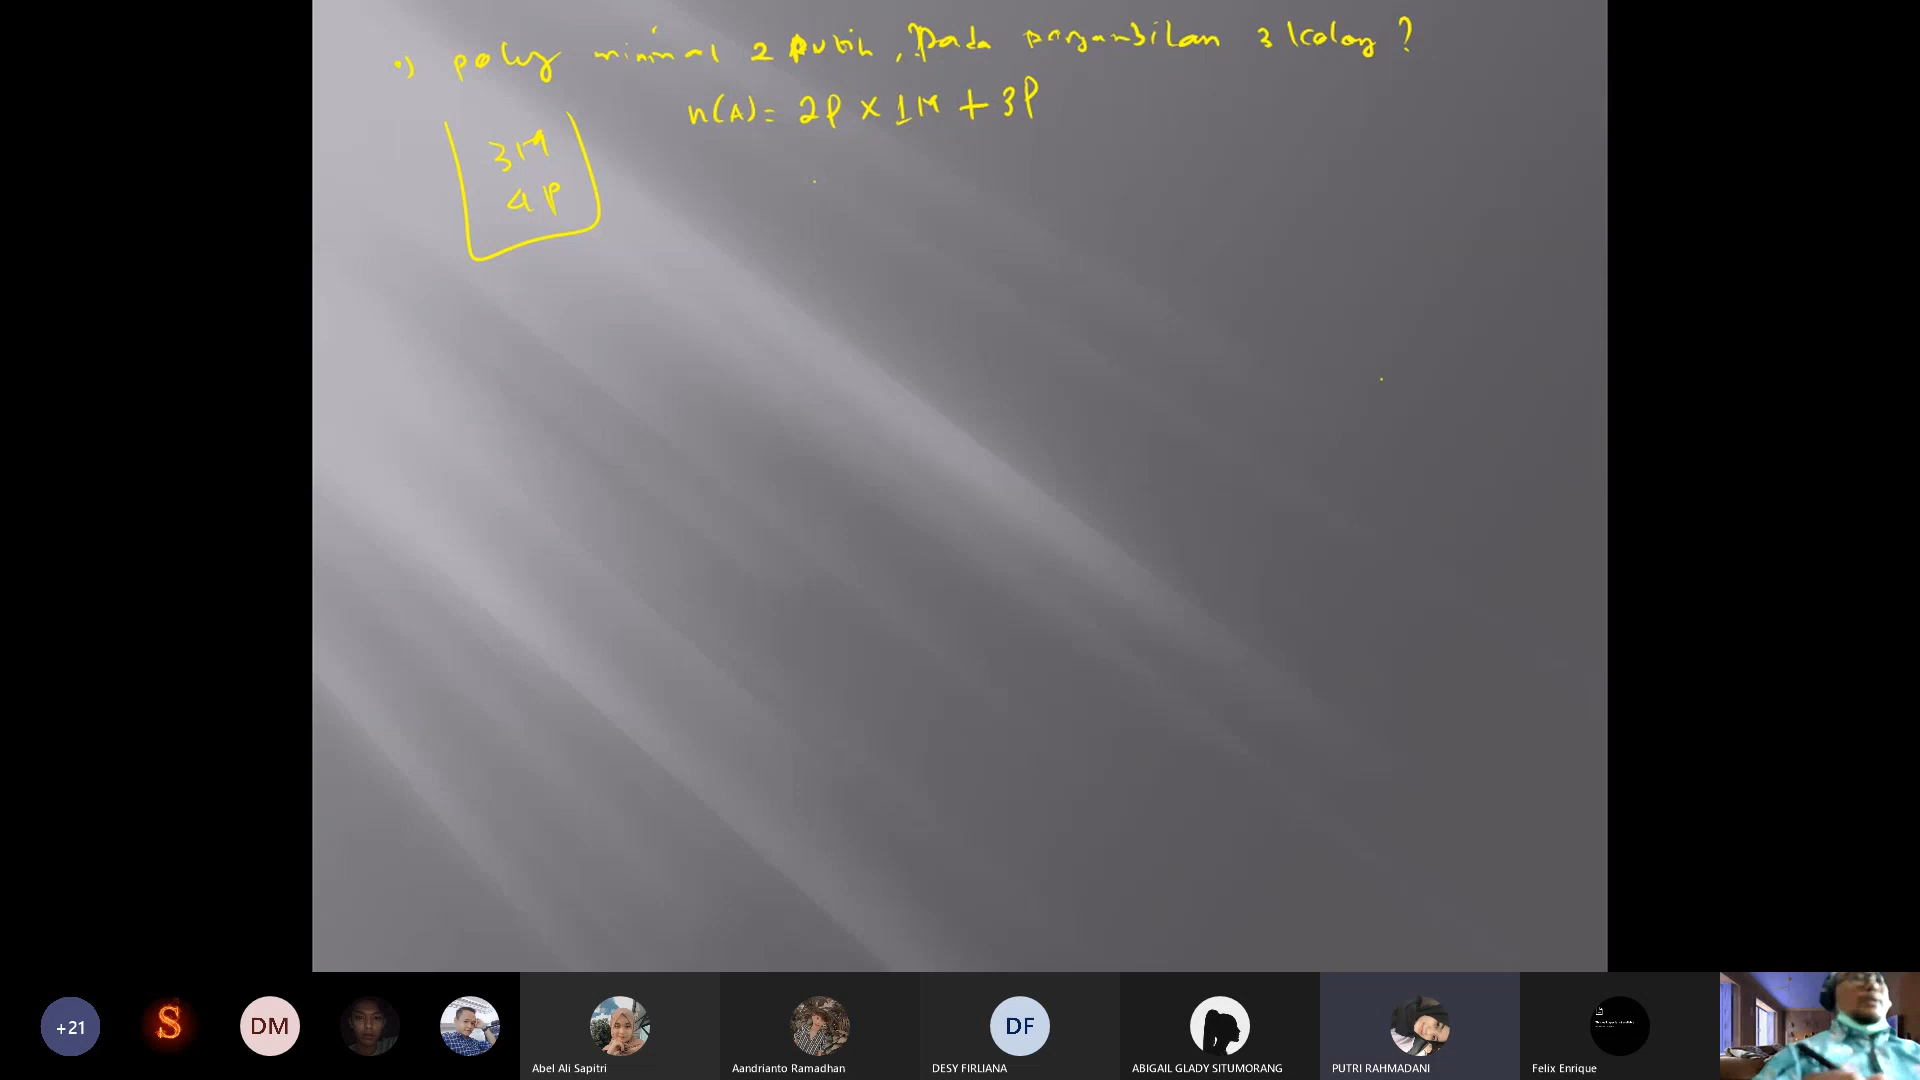 •) peluang minimal 2 putih, pada pengambilan 3 kaleng?
n(A) = 2P x 1M + 3P
3M
4P
+21
S
DM
DF
Abel Ali Sapitri
Aandrianto Ramadhan
DESY FIRLIANA
ABIGAIL GLADY SITUMORANG
PUTRI RAHMADANI
Felix Enrique